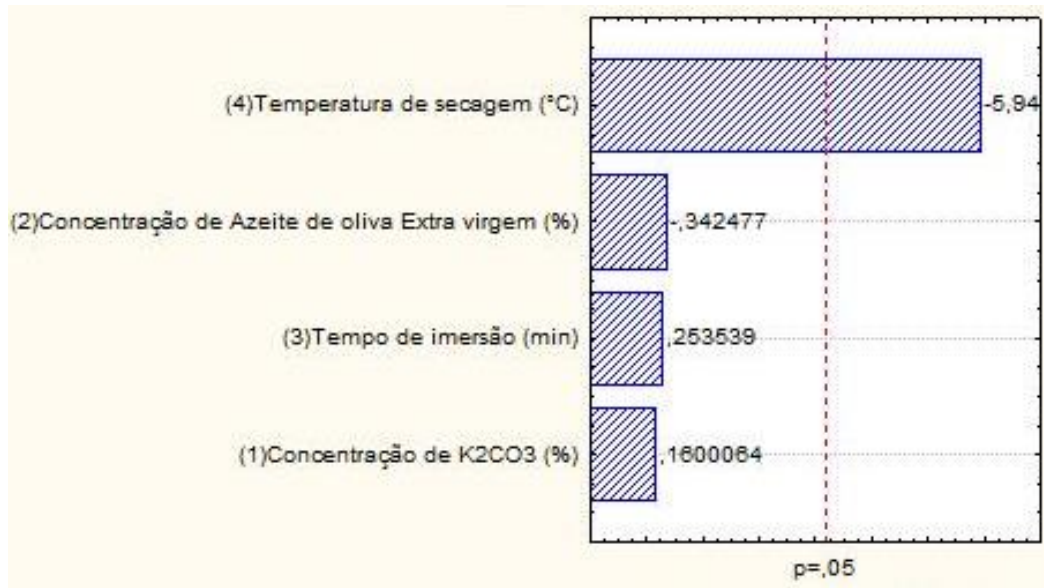 (4)Temperatura de secagem (°C)
-5,94
(2)Concentração de Azeite de oliva Extra virgem (%)
-,342477
(3)Tempo de imersão (min)
,253539
(1)Concentração de K2CO3 (%)
,1600064
p=,05